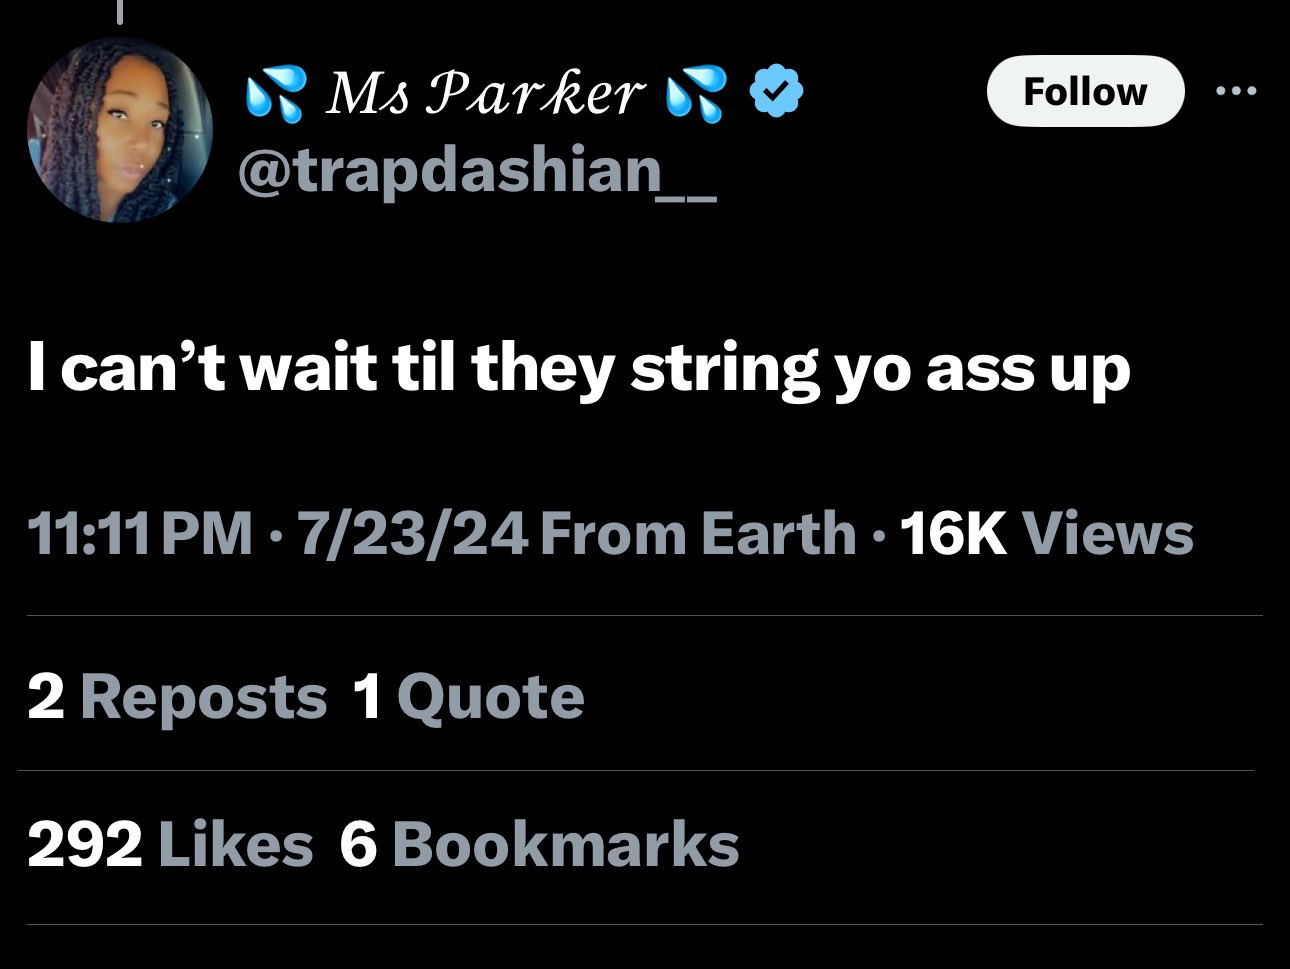 💦 Ms Parker 💦
Follow
@trapdashian__
I can’t wait til they string yo ass up
11:11 PM · 7/23/24 From Earth · 16K Views
2 Reposts 1 Quote
292 Likes 6 Bookmarks